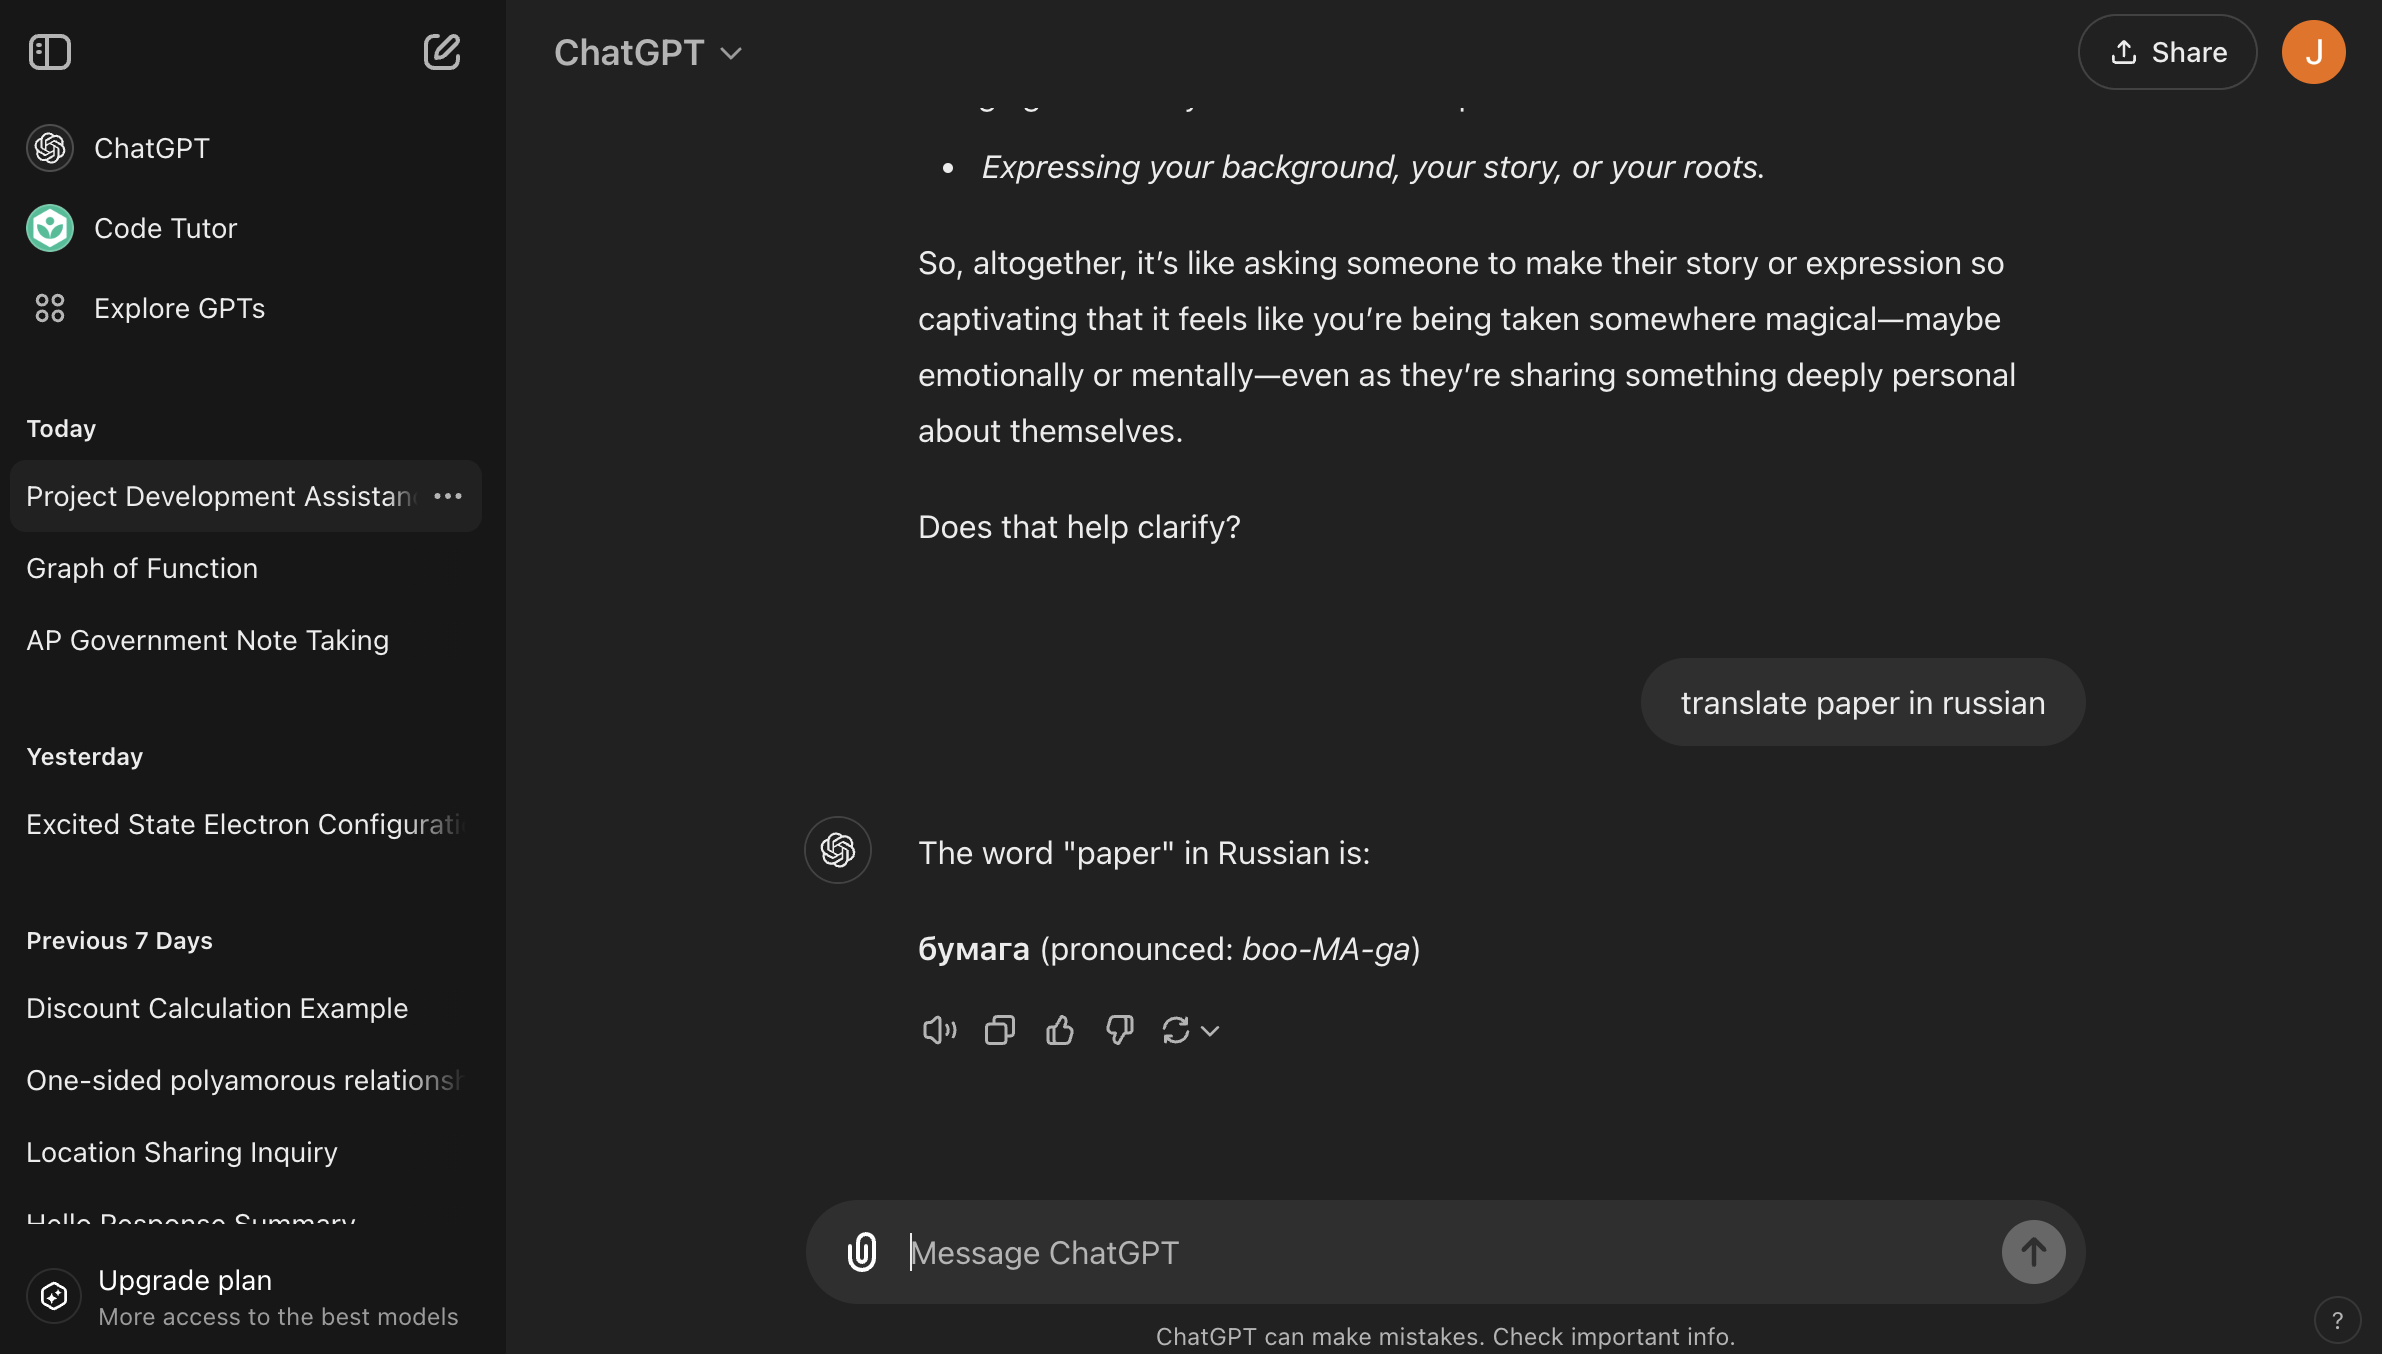 ChatGPT
Code Tutor
Explore GPTs
Today
Project Development Assistan
Graph of Function
AP Government Note Taking
Yesterday
Excited State Electron Configurati
Previous 7 Days
Discount Calculation Example
One-sided polyamorous relationsh
Location Sharing Inquiry
Hello Response Summary
Upgrade plan
More access to the best models
ChatGPT
Share
J
• Expressing your background, your story, or your roots.
So, altogether, it’s like asking someone to make their story or expression so
captivating that it feels like you’re being taken somewhere magical—maybe
emotionally or mentally—even as they’re sharing something deeply personal
about themselves.
Does that help clarify?
translate paper in russian
The word "paper" in Russian is:
бумага (pronounced: boo-MA-ga)
Message ChatGPT
ChatGPT can make mistakes. Check important info.
?